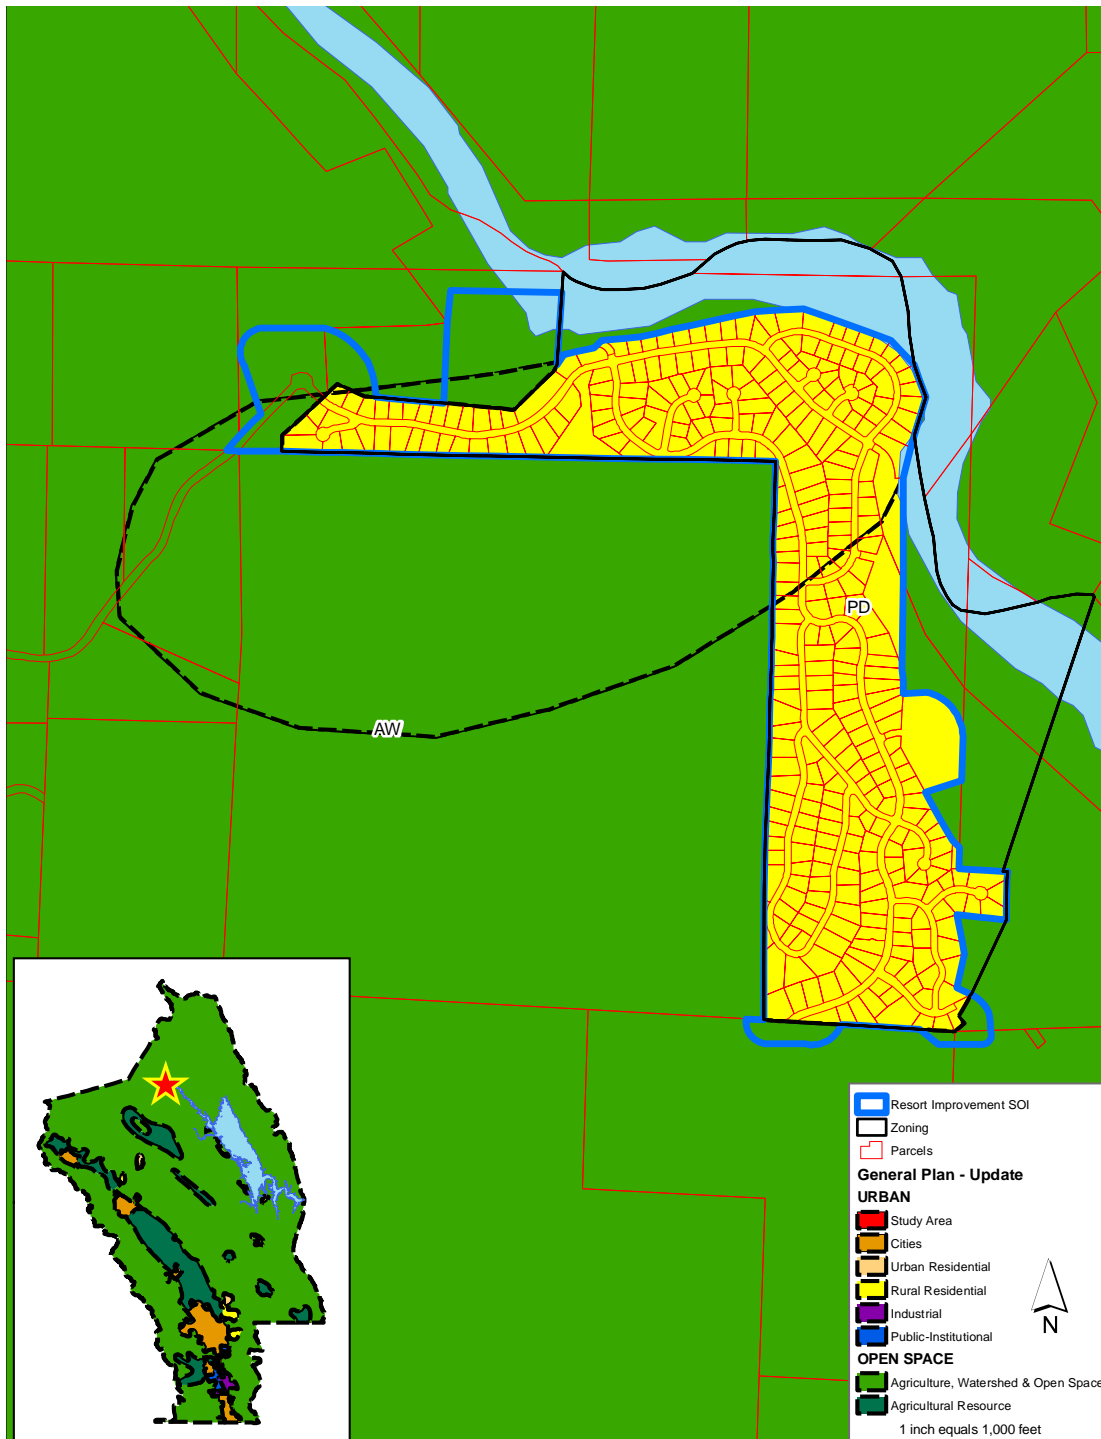 PD
AW
Resort Improvement SOI
Zoning
Parcels
General Plan - Update
URBAN
Study Area
Cities
Urban Residential
Rural Residential
Industrial
Public-Institutional
OPEN SPACE
Agriculture, Watershed & Open Space
Agricultural Resource
1 inch equals 1,000 feet
N